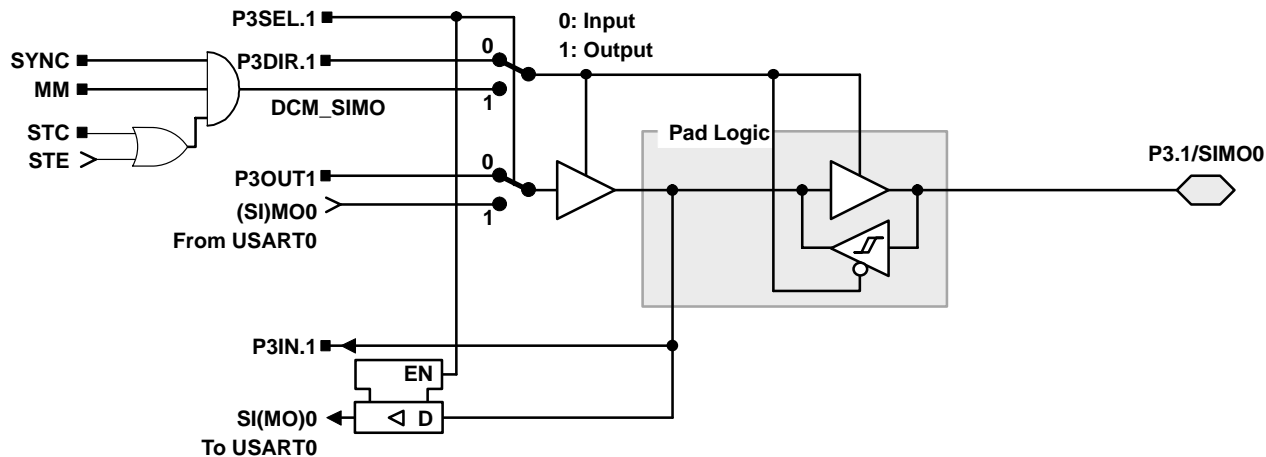 P3SEL.1
0: Input
1: Output
SYNC
P3DIR.1
0
MM
1
DCM_SIMO
STC
STE
Pad Logic
P3.1/SIMO0
P3OUT1
0
(SI)MO0
1
From USART0
P3IN.1
EN
SI(MO)0
D
To USART0